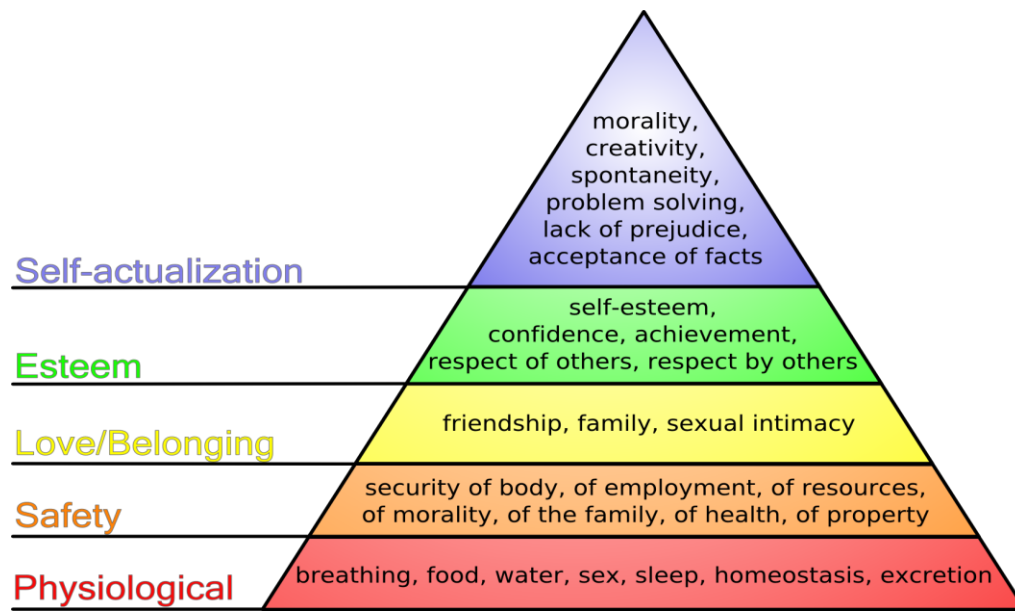 morality,
creativity,
spontaneity,
problem solving,
lack of prejudice,
acceptance of facts
Self-actualization
self-esteem,
confidence, achievement,
respect of others, respect by others
Esteem
friendship, family, sexual intimacy
Love/Belonging
security of body, of employment, of resources,
of morality, of the family, of health, of property
Safety
breathing, food, water, sex, sleep, homeostasis, excretion
Physiological